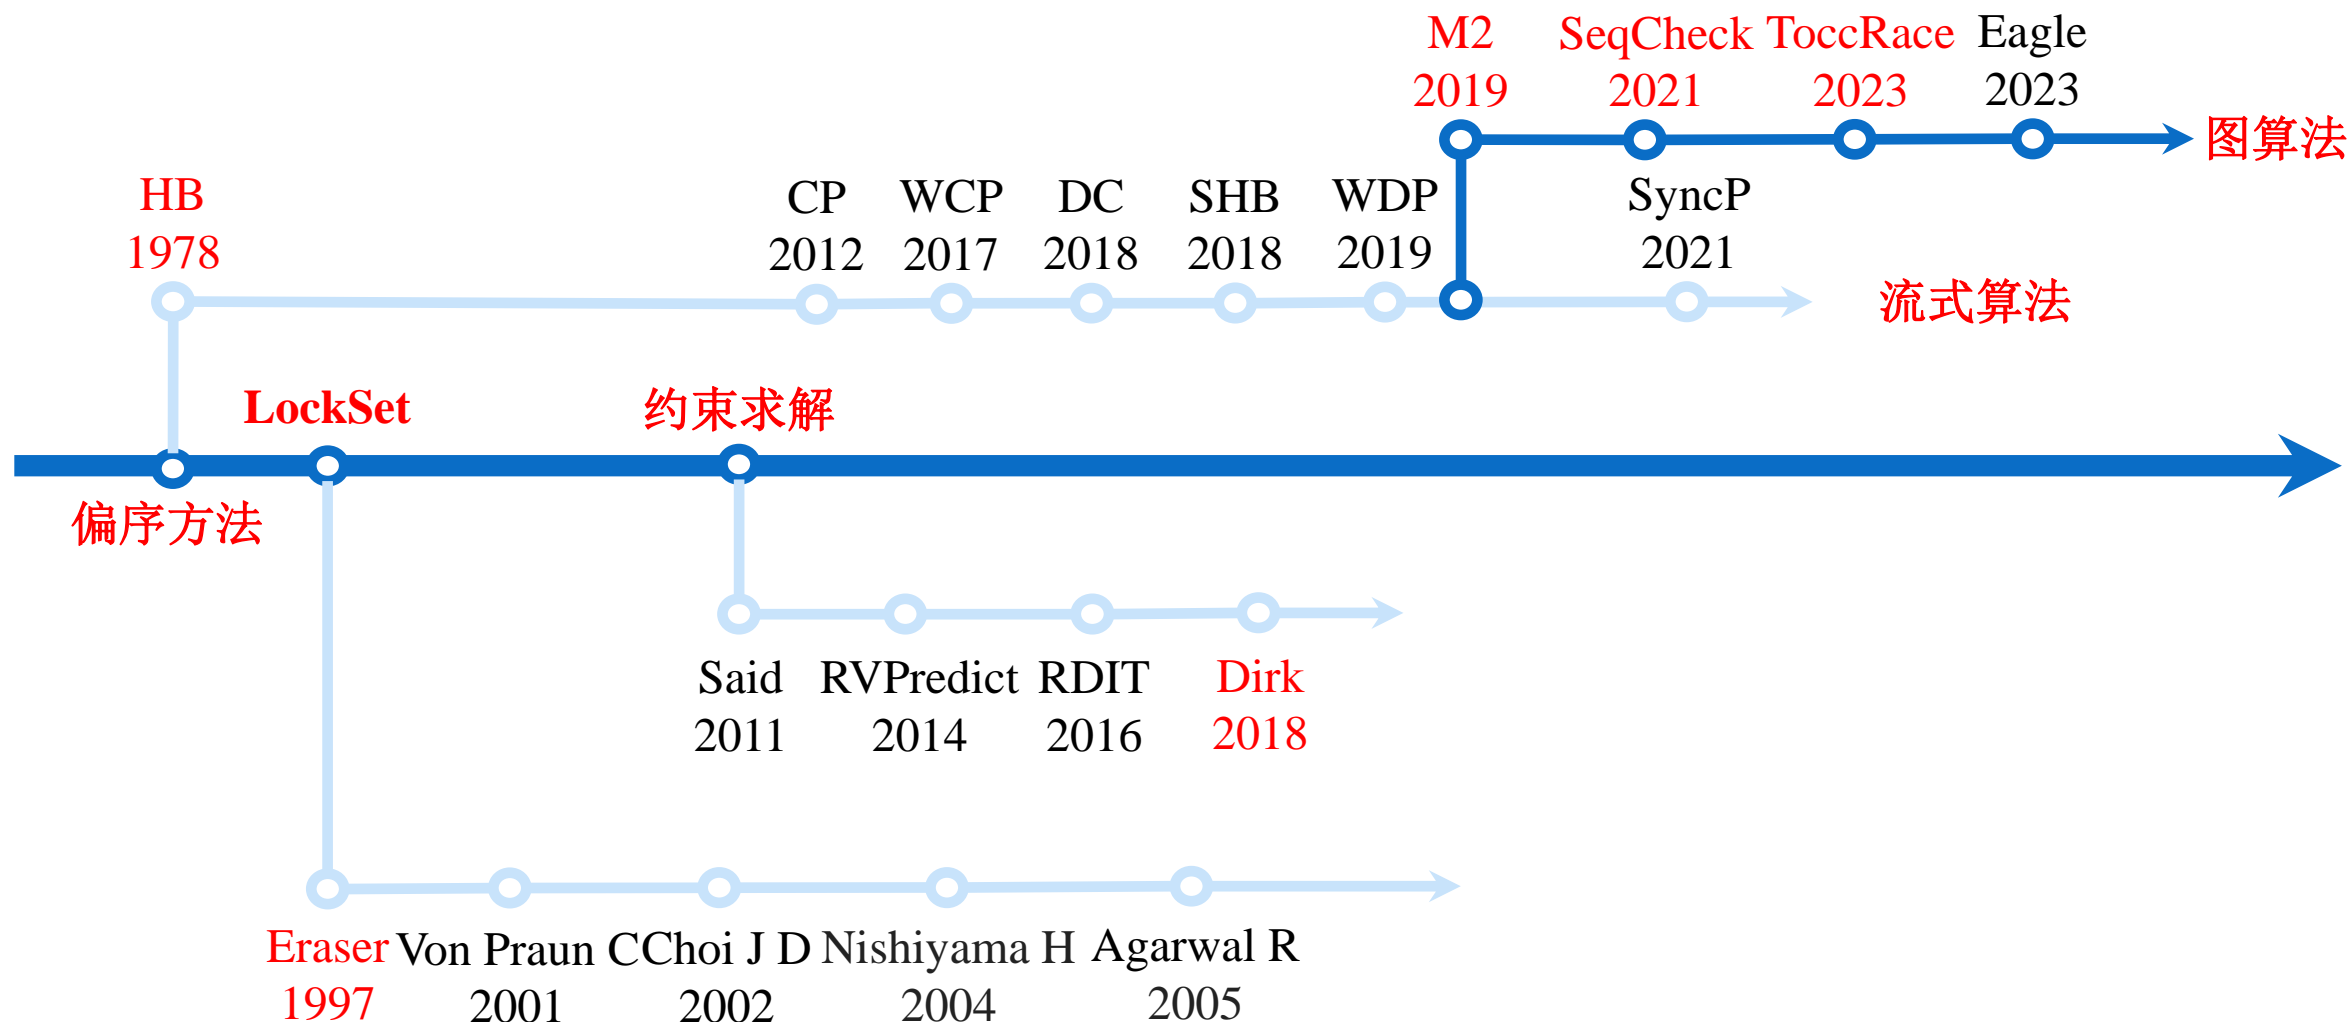 M2
2019
SeqCheck
2021
ToccRace
2023
Eagle
2023
图算法
HB
1978
CP
2012
WCP
2017
DC
2018
SHB
2018
WDP
2019
SyncP
2021
流式算法
LockSet
约束求解
偏序方法
Said
2011
RVPredict
2014
RDIT
2016
Dirk
2018
Eraser
1997
Von Praun C
2001
Choi J D
2002
Nishiyama H
2004
Agarwal R
2005